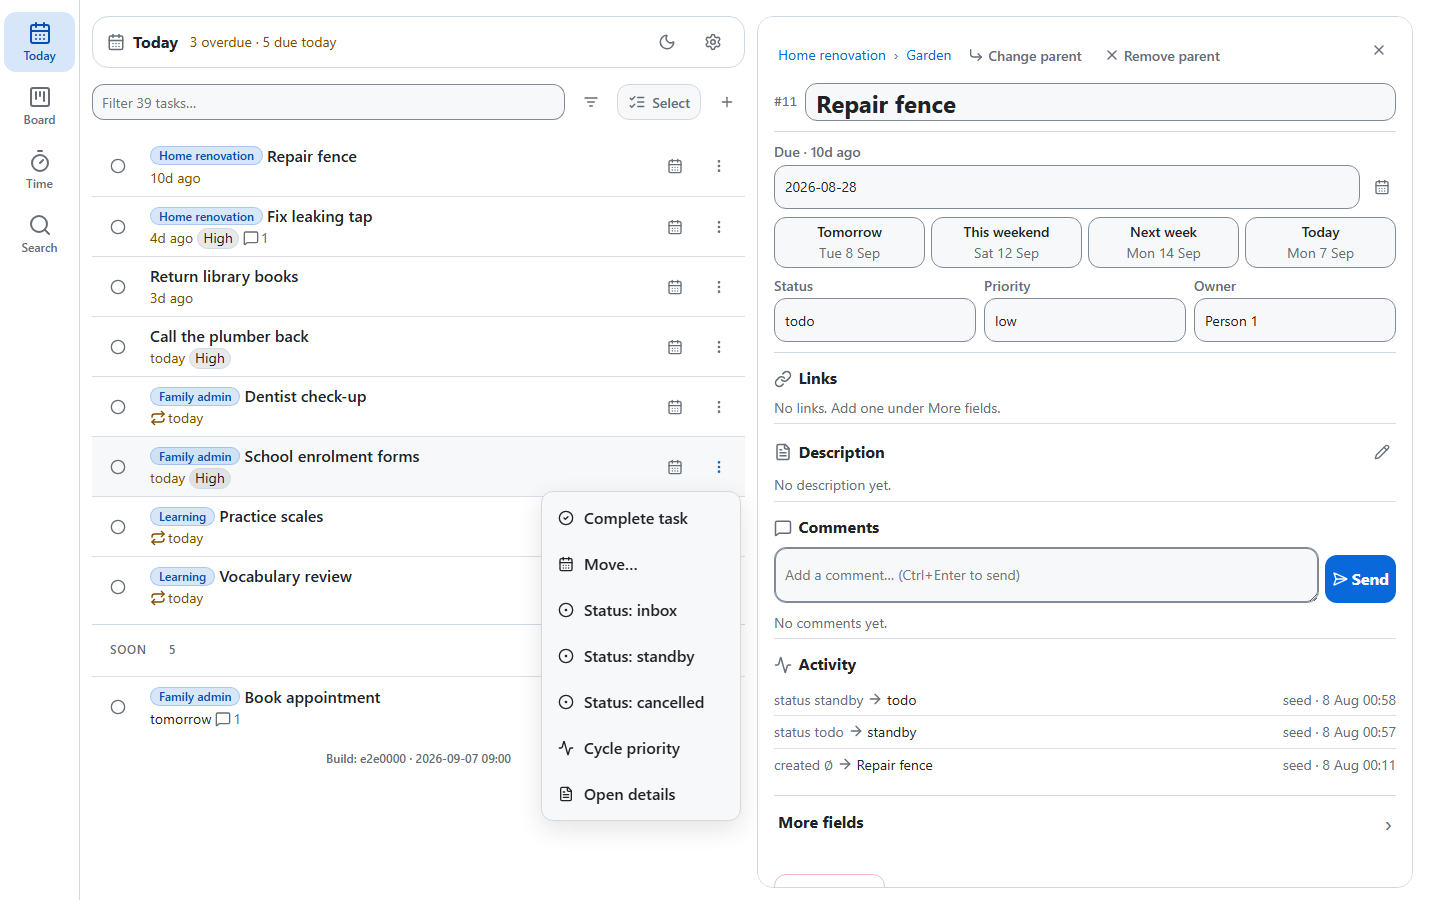 Today
Board
Time
Search
Today 3 overdue · 5 due today
Filter 39 tasks...
Select
Home renovation Repair fence
10d ago
Home renovation Fix leaking tap
4d ago High 1
Return library books
3d ago
Call the plumber back
today High
Family admin Dentist check-up
today
Family admin School enrolment forms
today High
Learning Practice scales
today
Learning Vocabulary review
today
SOON 5
Family admin Book appointment
tomorrow 1
Build: e2e0000 · 2026-09-07 09:00
Complete task
Move...
Status: inbox
Status: standby
Status: cancelled
Cycle priority
Open details
Home renovation › Garden Change parent Remove parent
#11 Repair fence
Due · 10d ago
2026-08-28
Tomorrow This weekend Next week Today
Tue 8 Sep Sat 12 Sep Mon 14 Sep Mon 7 Sep
Status Priority Owner
todo low Person 1
Links
No links. Add one under More fields.
Description
No description yet.
Comments
Add a comment... (Ctrl+Enter to send)
Send
No comments yet.
Activity
status standby → todo seed · 8 Aug 00:58
status todo → standby seed · 8 Aug 00:57
created ∅ → Repair fence seed · 8 Aug 00:11
More fields